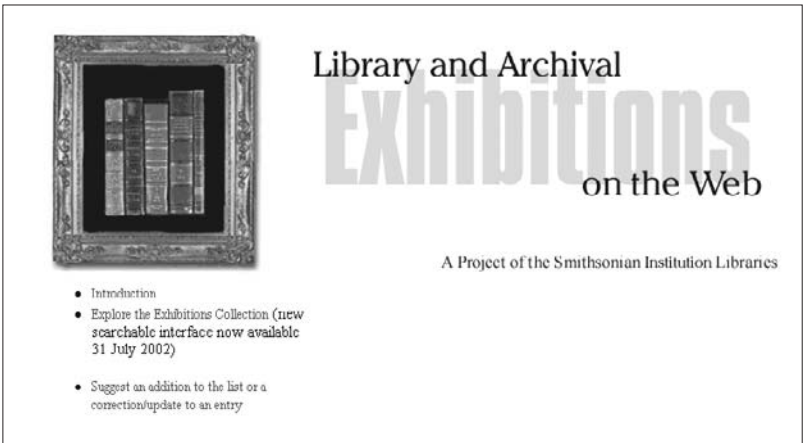 Library and Archival
Exhibitions
on the Web
A Project of the Smithsonian Institution Libraries
• Introduction
• Explore the Exhibitions Collection (new
searchable interface now available
31 July 2002)
• Suggest an addition to the list or a
correction/update to an entry